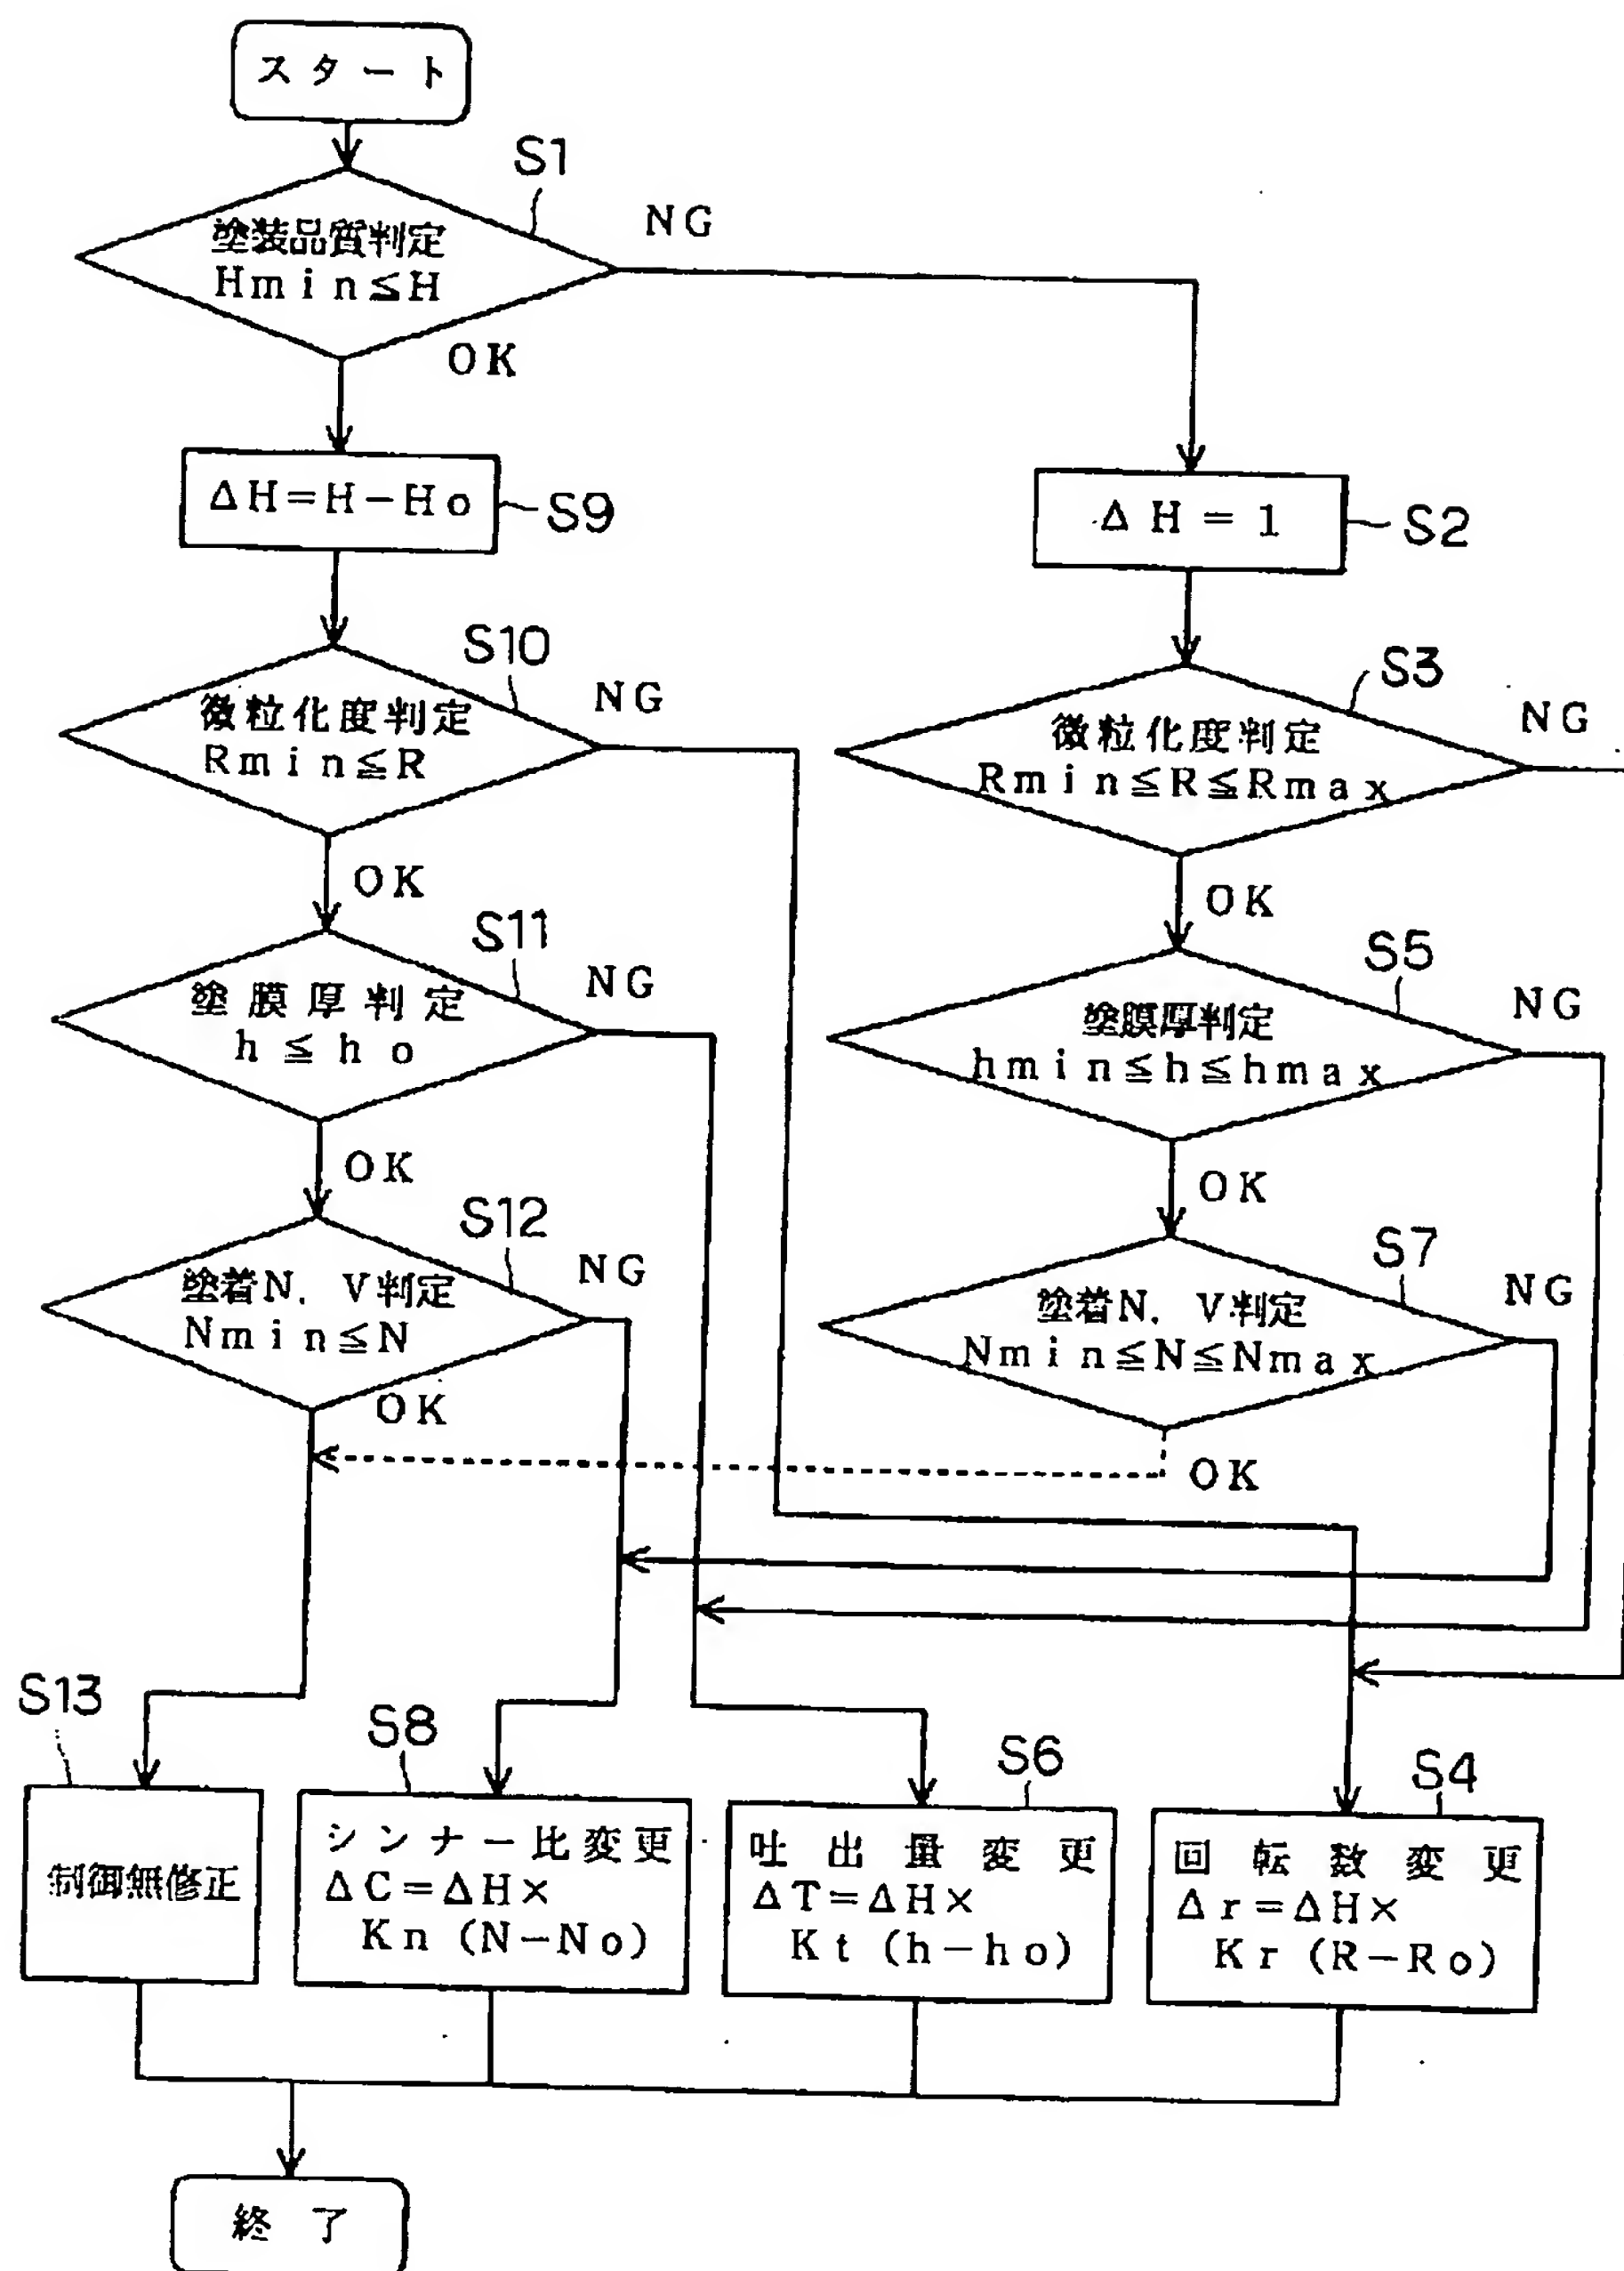 スタート
S1
塗装品質判定
Hmin≦H
NG
OK
ΔH=H-Ho
S9
ΔH=1
S2
S10
微粒化度判定
Rmin≦R
NG
OK
S3
微粒化度判定
Rmin≦R≦Rmax
NG
OK
S11
塗膜厚判定
h≦ho
NG
OK
S5
塗膜厚判定
hmin≦h≦hmax
NG
OK
S12
塗着N.V判定
Nmin≦N
NG
OK
S7
塗着N.V判定
Nmin≦N≦Nmax
NG
OK
S13
制御無修正
S8
シンナー比変更
ΔC=ΔH×
Kn(N-No)
S6
吐出量変更
ΔT=ΔH×
Kt(h-ho)
S4
回転数変更
Δr=ΔH×
Kr(R-Ro)
終了